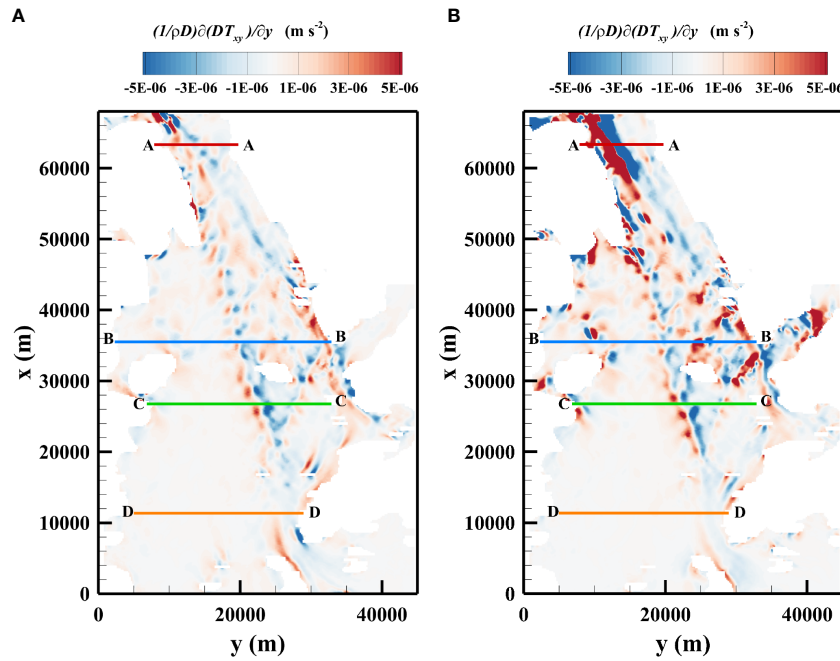 A
B
(1/ρD)∂(DT_xy)/∂y (m s^-2)
(1/ρD)∂(DT_xy)/∂y (m s^-2)
-5E-06 -3E-06 -1E-06 1E-06 3E-06 5E-06
-5E-06 -3E-06 -1E-06 1E-06 3E-06 5E-06
60000
50000
40000
30000
20000
10000
0
x (m)
A A
B B
C C
D D
0 20000 40000
y (m)
60000
50000
40000
30000
20000
10000
0
x (m)
A A
B B
C C
D D
0 20000 40000
y (m)